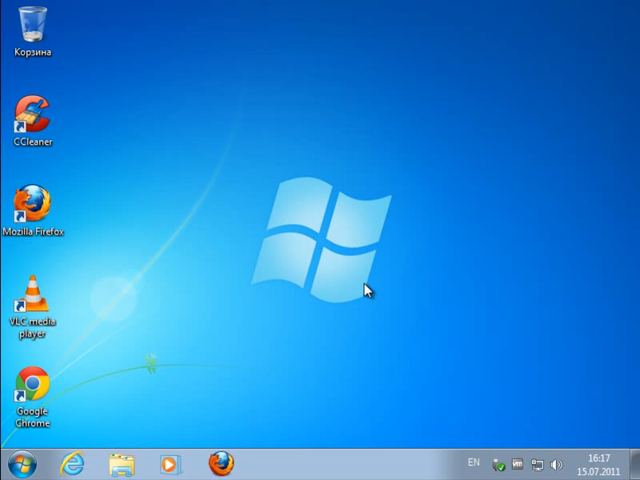 Корзина
CCleaner
Mozilla Firefox
VLC media
player
Google
Chrome
EN
16:17
15.07.2011